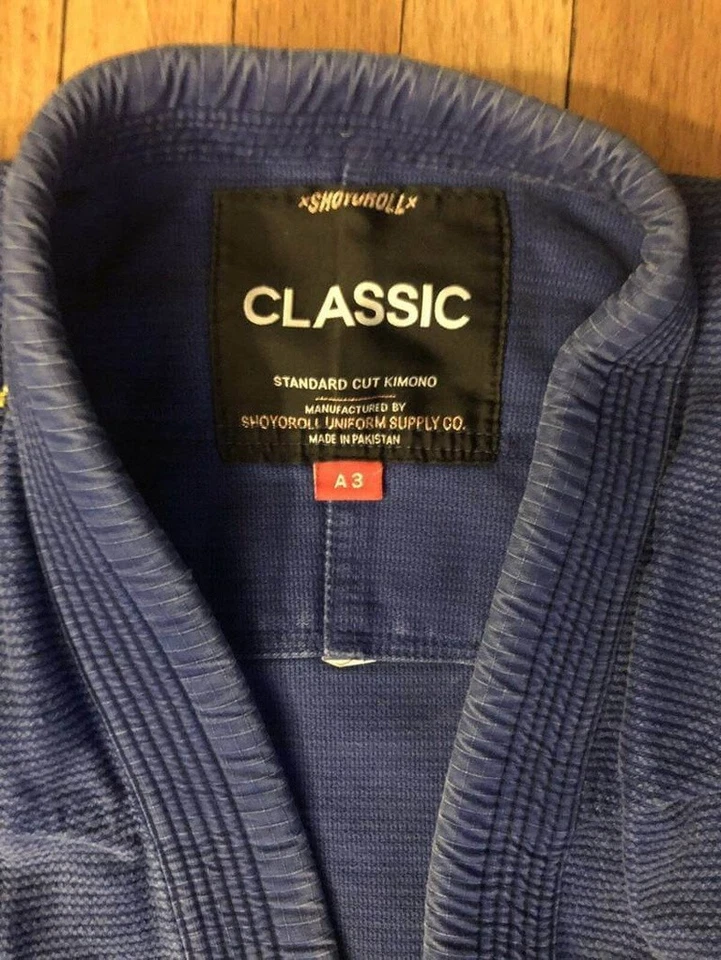 ×SHOYOROLL×
CLASSIC
STANDARD CUT KIMONO
MANUFACTURED BY
SHOYOROLL UNIFORM SUPPLY CO.
MADE IN PAKISTAN
A3